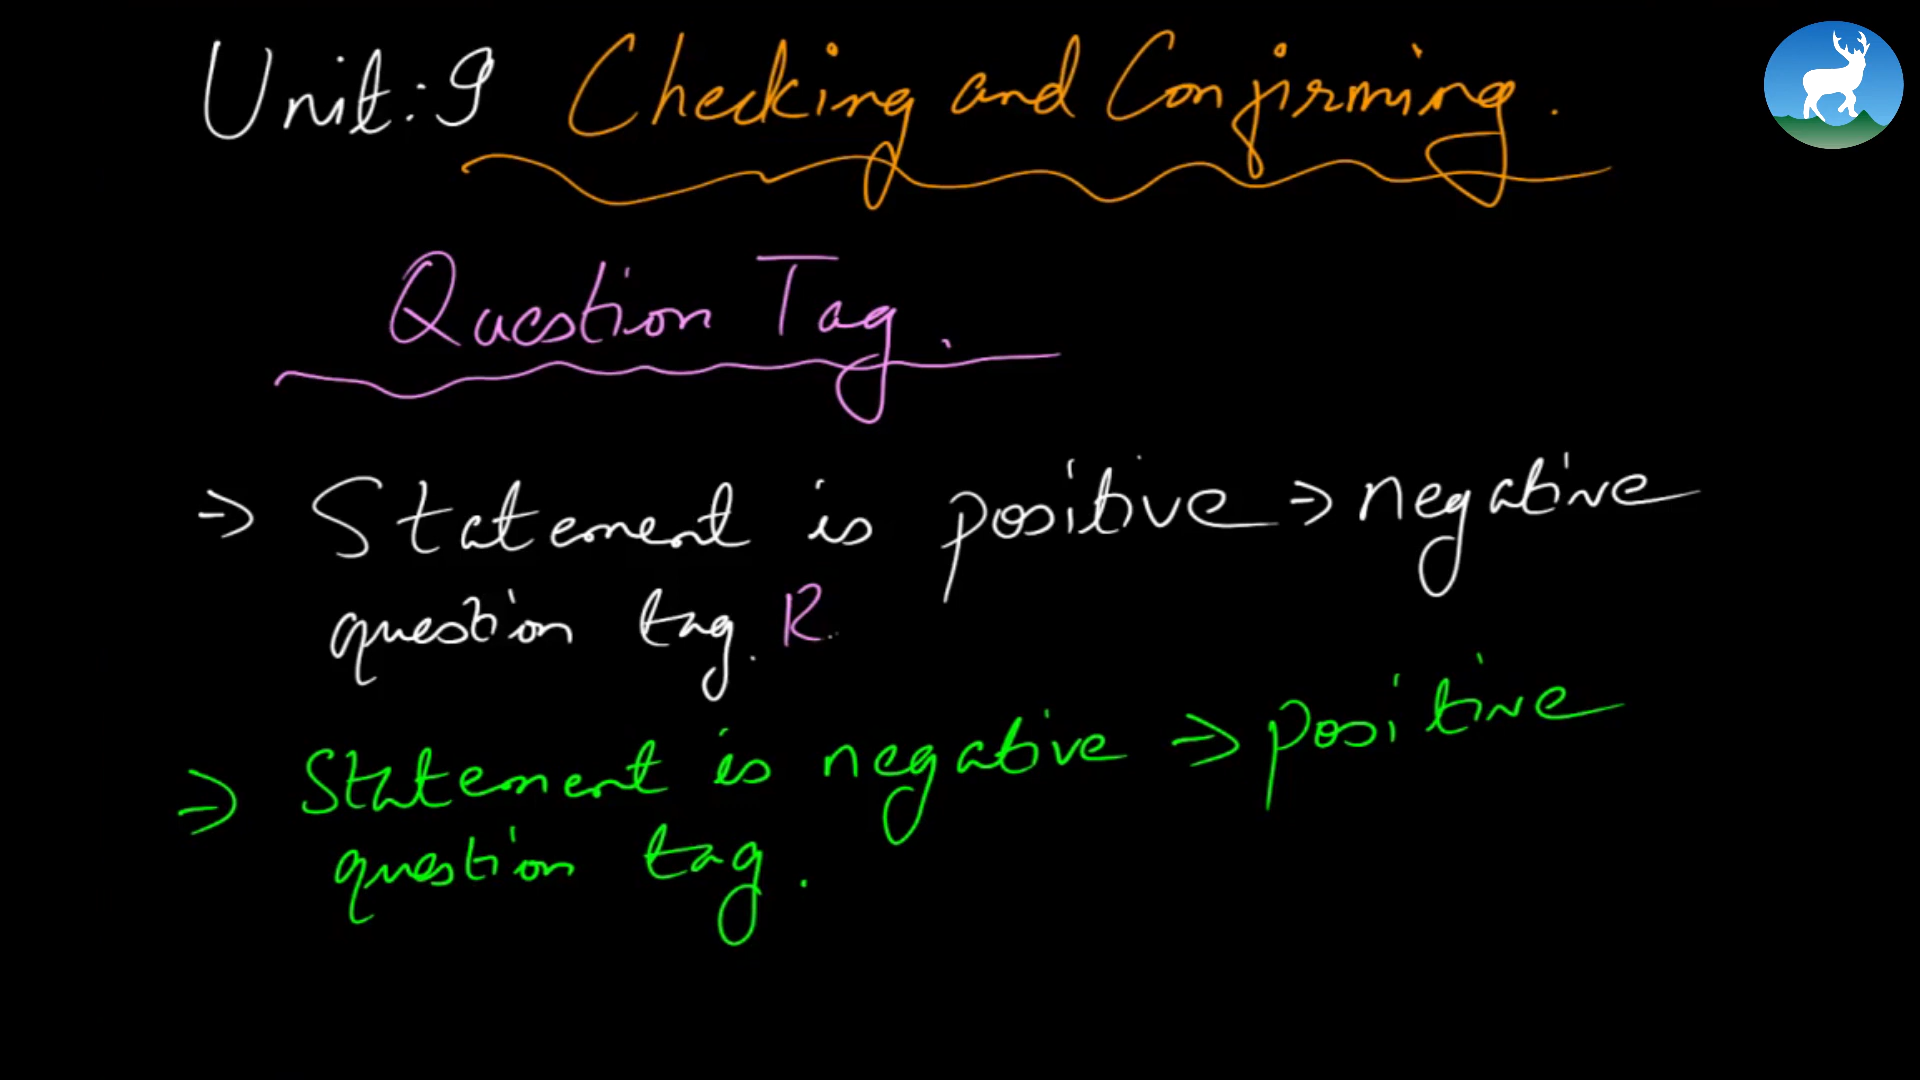 Unit:9 Checking and Confirming.
Question Tag.
=> Statement is positive => negative
question tag. R
=> Statement is negative => positive
question tag.